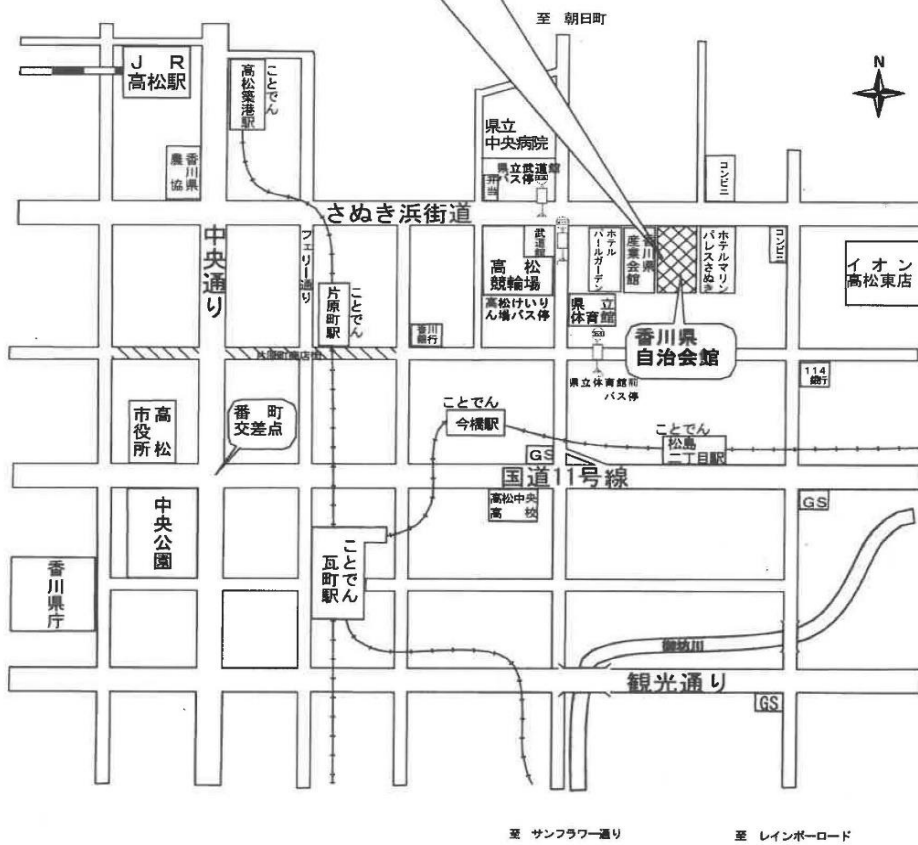 至 朝日町
N
J R
高松駅
ことでん
高松築港駅
香川県
農協
県立
中央病院
県立武道館
バス停
弁当
コンビニ
さぬき浜街道
中央通り
フェリー通り
ことでん
片原町駅
武道館
高松
競輪場
高松けいり
ん場バス停
ホテル
パールガーデン
香川県
産業会館
ホテルマリン
パレスさぬき
コンビニ
イオン
高松東店
県立
体育館
香川県
自治会館
香川
銀行
片原町商店街
県立体育館前
バス停
114
銀行
高松
市役所
番町
交差点
ことでん
今橋駅
ことでん
松島
二丁目駅
GS
国道11号線
高松中央
高校
GS
中央公園
香川県庁
ことでん
瓦町駅
御坊川
観光通り
GS
至 サンフラワー通り
至 レインボーロード